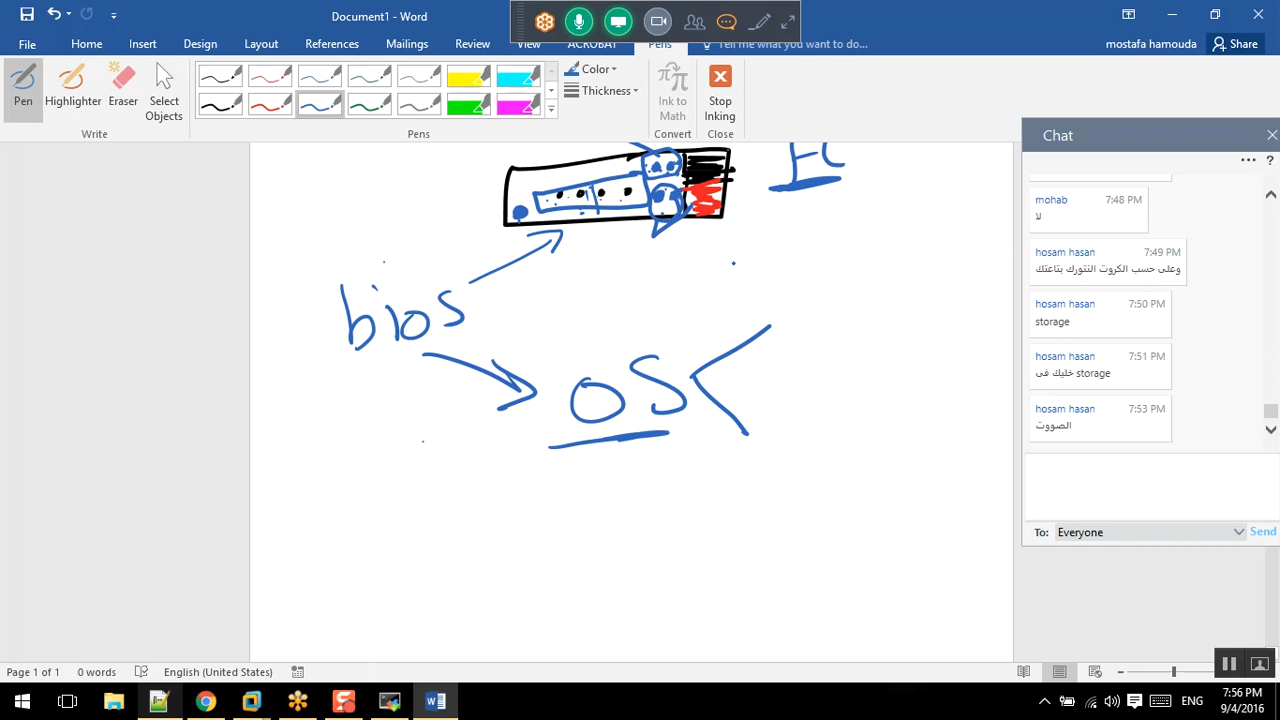 Document1 - Word
mostafa hamouda
Share
File
Home
Insert
Design
Layout
References
Mailings
Review
View
ACROBAT
Pens
Tell me what you want to do...
Pen
Highlighter
Eraser
Select Objects
Color
Thickness
Ink to Math
Stop Inking
Write
Pens
Convert
Close
bios
OS
Chat
mohab 7:48 PM
لا
hosam hasan 7:49 PM
وعلى حسب الكروت النتورك بتاعتك
hosam hasan 7:50 PM
storage
hosam hasan 7:51 PM
خليك فى storage
hosam hasan 7:53 PM
الصووت
To: Everyone Send
Page 1 of 1 0 words English (United States)
ENG
7:56 PM
9/4/2016